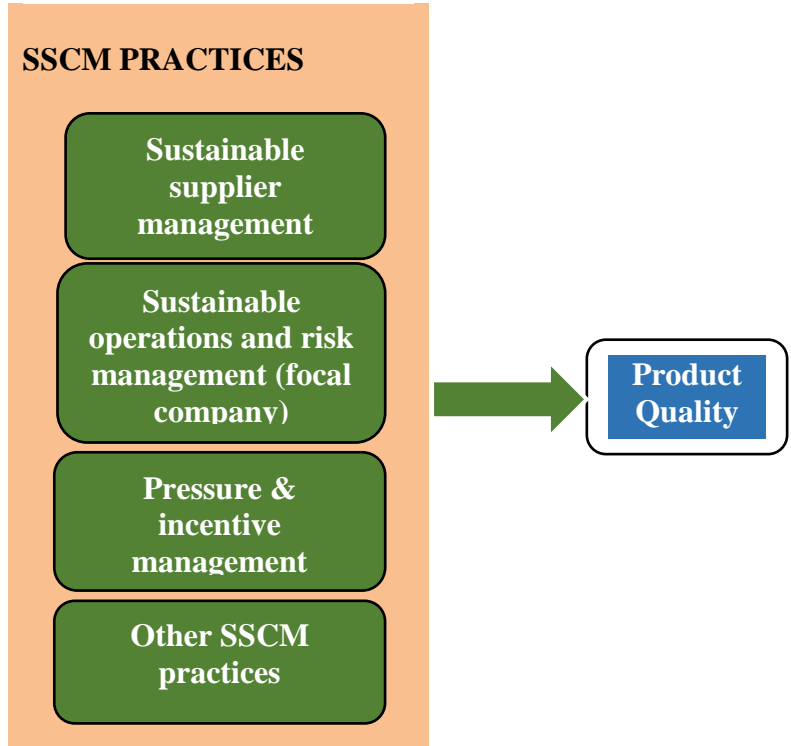 SSCM PRACTICES
Sustainable
supplier
management
Sustainable
operations and risk
management (focal
company)
Pressure &
incentive
management
Other SSCM
practices
Product
Quality